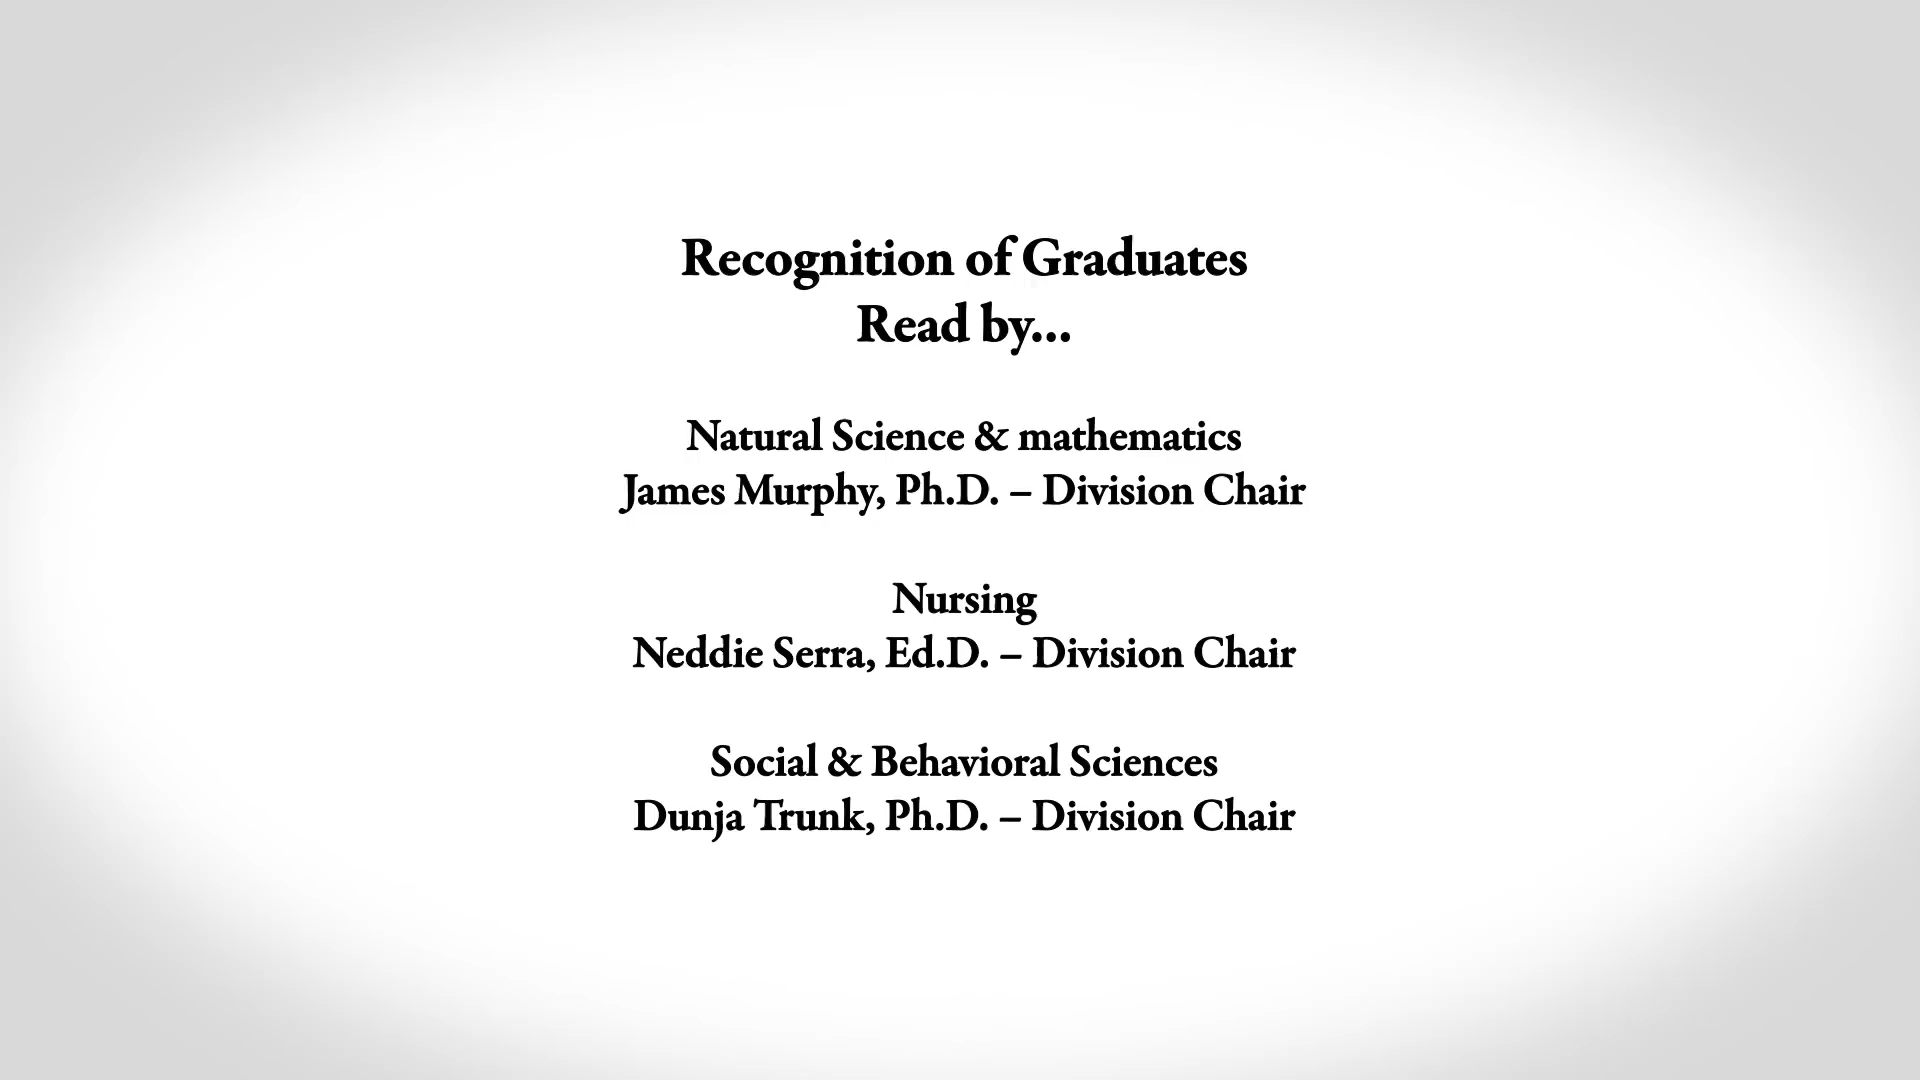 Recognition of Graduates
Read by...
Natural Science & mathematics
James Murphy, Ph.D. – Division Chair
Nursing
Neddie Serra, Ed.D. – Division Chair
Social & Behavioral Sciences
Dunja Trunk, Ph.D. – Division Chair